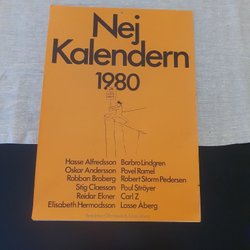 Nej
Kalendern
1980
Hasse Alfredsson Barbro Lindgren
Oskar Andersson Povel Ramel
Robban Broberg Robert Storm Petersen
Stig Claesson Poul Ströyer
Reidar Ekner Carl Z
Elisabeth Hermodsson Lasse Åberg